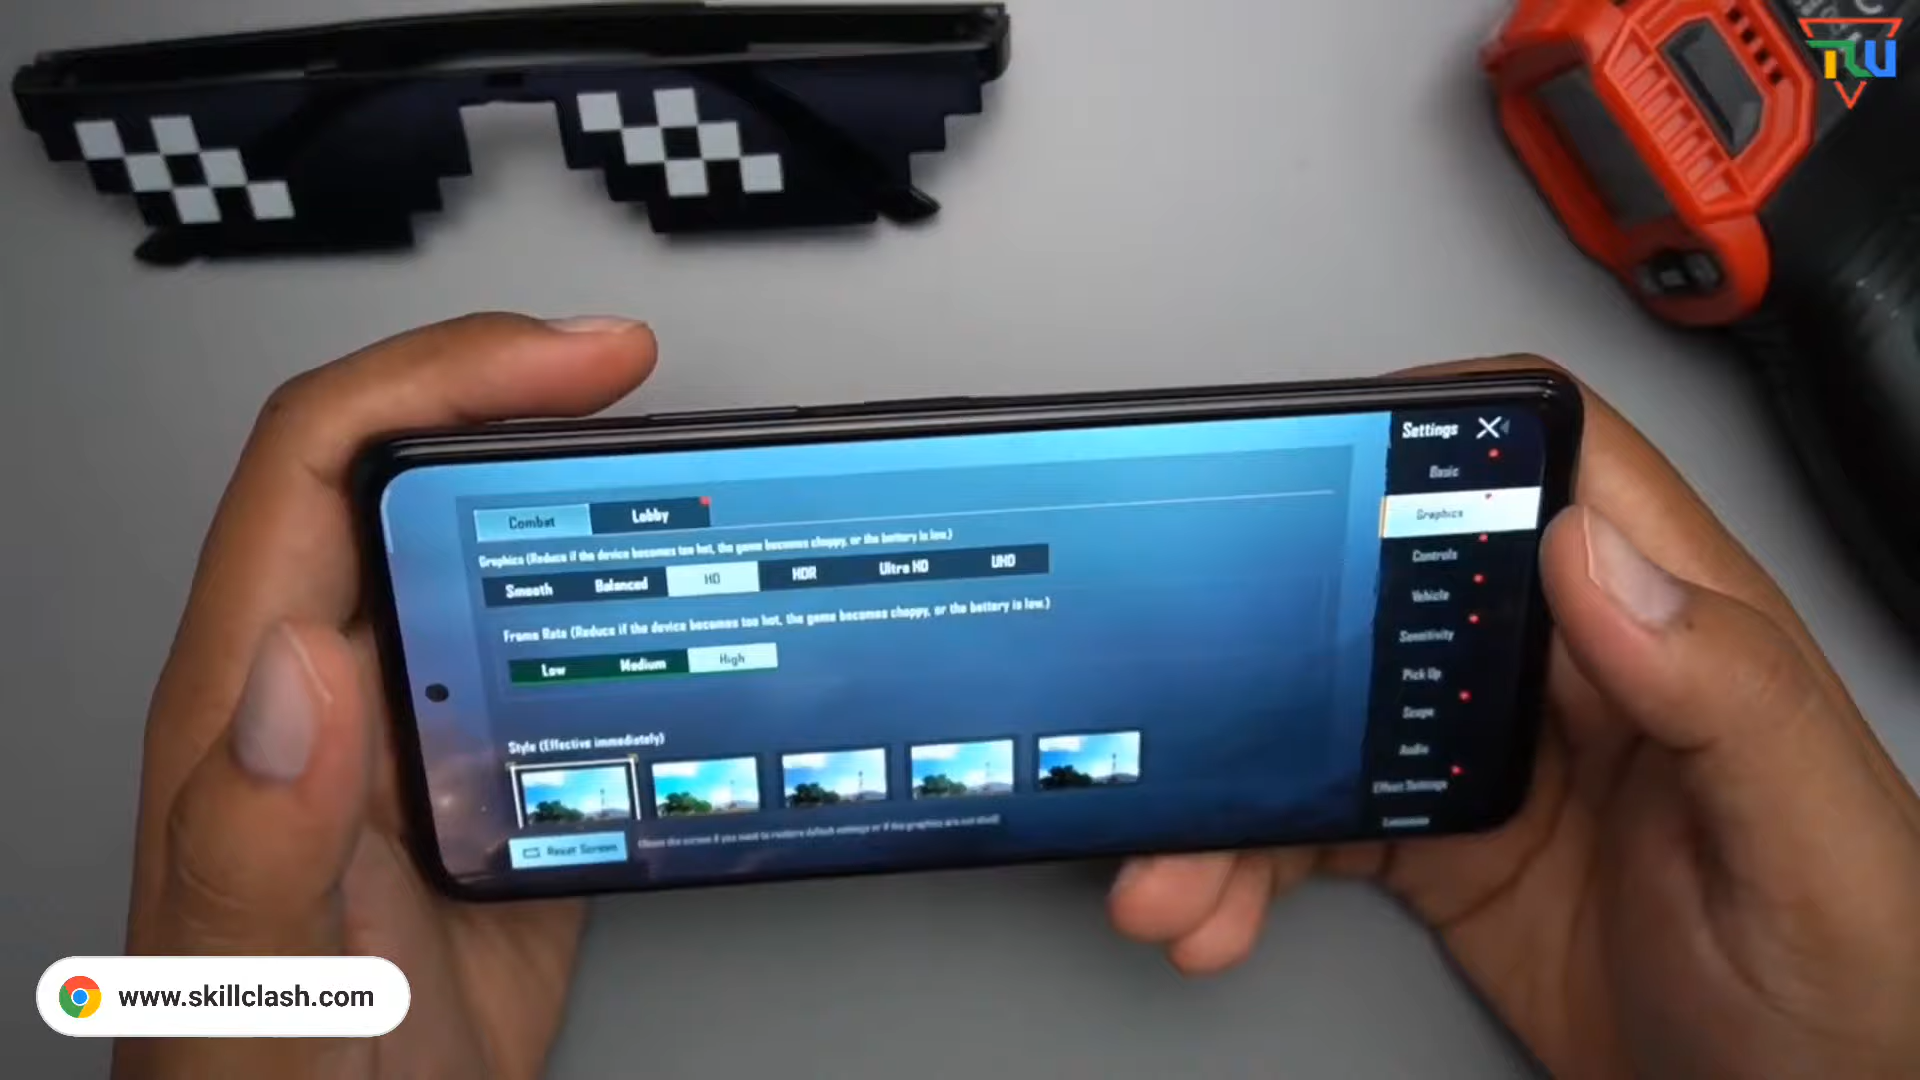 TU
Settings
Basic
Combat
Lobby
Graphics
Graphics (Reduce if the device becomes too hot, the game becomes choppy, or the battery is low.)
Controls
Smooth
Balanced
HD
HDR
Ultra HD
UHD
Vehicle
Frame Rate (Reduce if the device becomes too hot, the game becomes choppy, or the battery is low.)
Sensitivity
Low
Medium
High
Pick Up
Scope
Style (Effective immediately)
Audio
Effect Settings
Reset Screen
www.skillclash.com